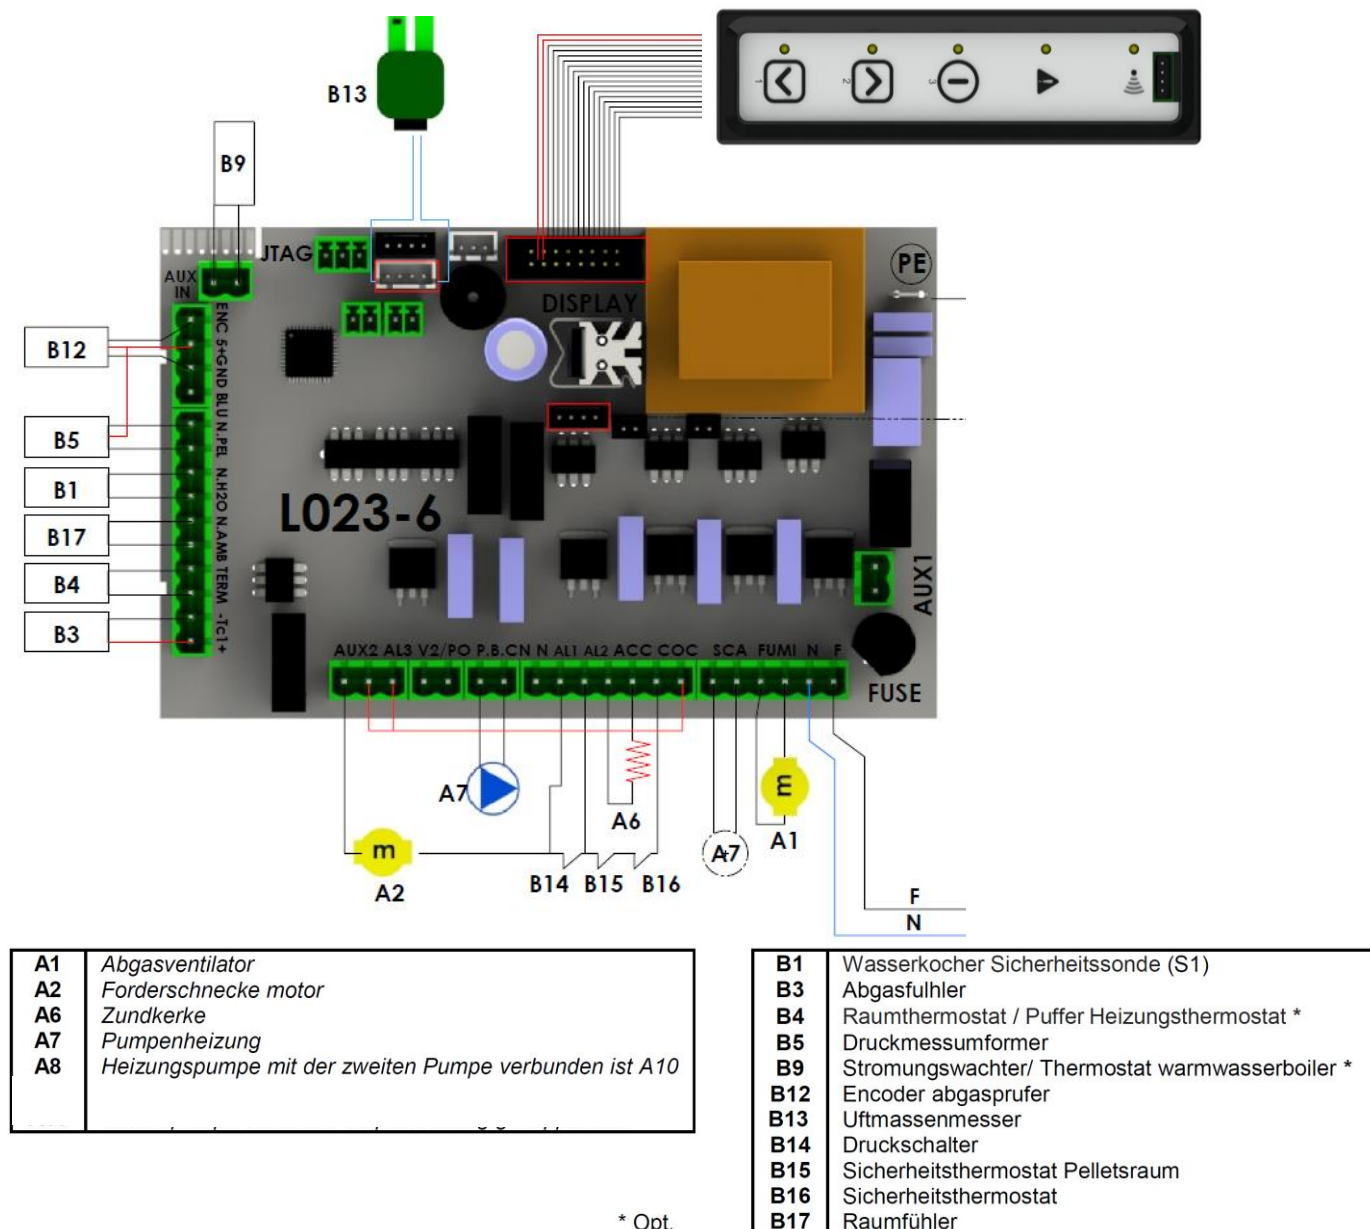 B13
1
2
3
B9
JTAG
PE
AUX IN
DISPLAY
ENC 5+GND BLU N.PEL N.H2O N.AMB TERM -Tc1+
B12
B5
B1
B17
B4
B3
L023-6
AUX1
AUX2 AL3 V2/PO P.B.CN N AL1 AL2 ACC COC SCA FUMI N F
FUSE
A7
m
A2
B14 B15 B16
A6
A7
m
A1
F
N
A1 Abgasventilator
A2 Forderschnecke motor
A6 Zundkerke
A7 Pumpenheizung
A8 Heizungspumpe mit der zweiten Pumpe verbunden ist A10
* Opt.
B1 Wasserkocher Sicherheitssonde (S1)
B3 Abgasfulhler
B4 Raumthermostat / Puffer Heizungsthermostat *
B5 Druckmessumformer
B9 Stromungswachter/ Thermostat warmwasserboiler *
B12 Encoder abgasprufer
B13 Uftmassenmesser
B14 Druckschalter
B15 Sicherheitsthermostat Pelletsraum
B16 Sicherheitsthermostat
B17 Raumfühler